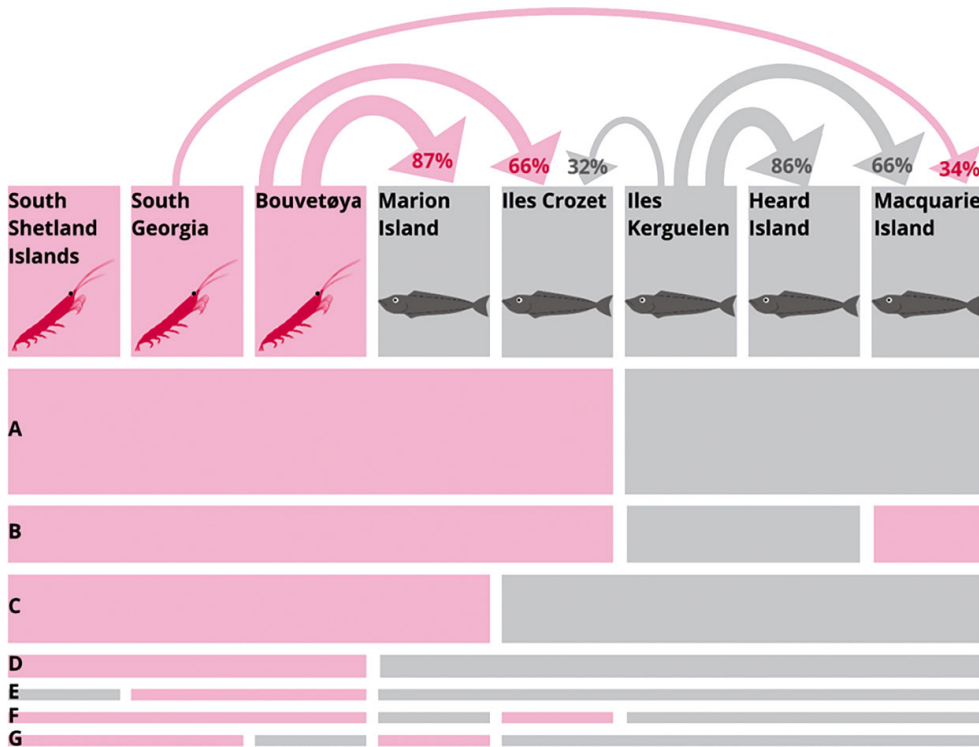 87%
66%
32%
86%
66%
34%
South
Shetland
Islands
South
Georgia
Bouvetøya
Marion
Island
Iles Crozet
Iles
Kerguelen
Heard
Island
Macquarie
Island
A
B
C
D
E
F
G